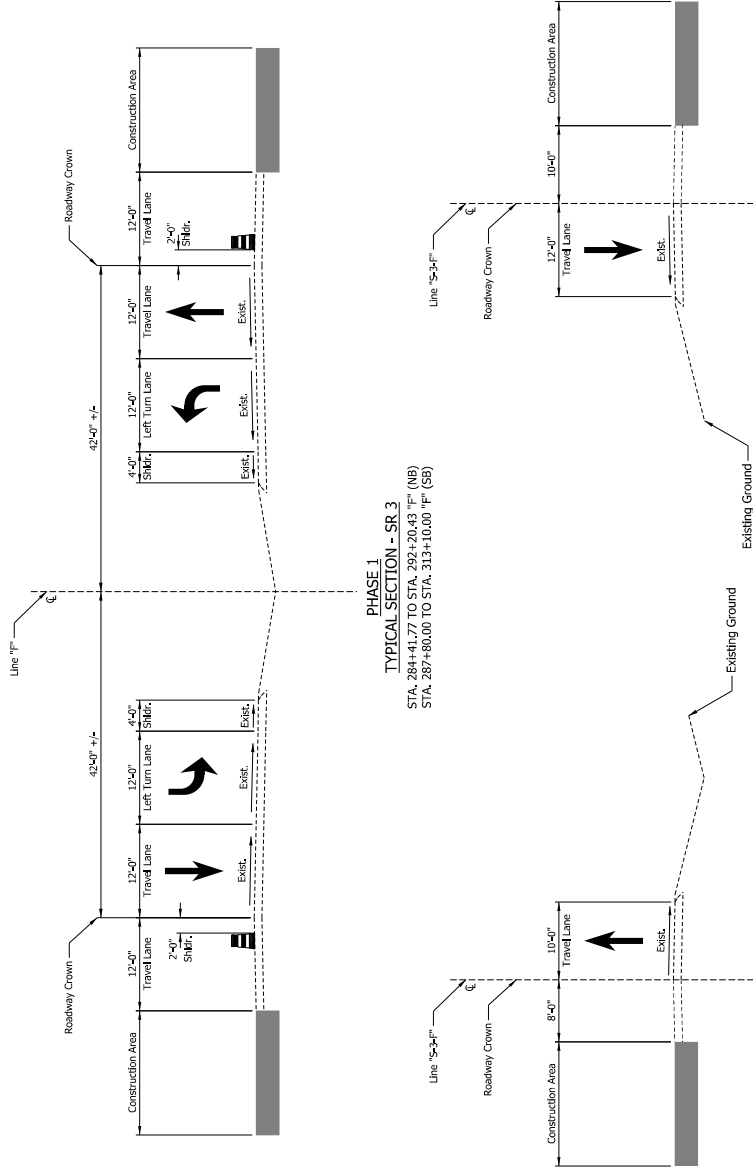 Line "F"
℄
Roadway Crown
42'-0" +/-
42'-0" +/-
Roadway Crown
Construction Area
12'-0"
Travel Lane
2'-0"
Shldr.
12'-0"
Travel Lane
Exist.
12'-0"
Left Turn Lane
Exist.
4'-0"
Shldr.
Exist.
4'-0"
Shldr.
Exist.
12'-0"
Left Turn Lane
Exist.
12'-0"
Travel Lane
Exist.
2'-0"
Shldr.
12'-0"
Travel Lane
Construction Area
PHASE 1
TYPICAL SECTION - SR 3
STA. 284+41.77 TO STA. 292+20.43 "F" (NB)
STA. 287+80.00 TO STA. 313+10.00 "F" (SB)
Line "S-3-F"
℄
Roadway Crown
Construction Area
8'-0"
10'-0"
Travel Lane
Exist.
Existing Ground
Line "S-3-F"
℄
Roadway Crown
12'-0"
Travel Lane
Exist.
10'-0"
Construction Area
Existing Ground